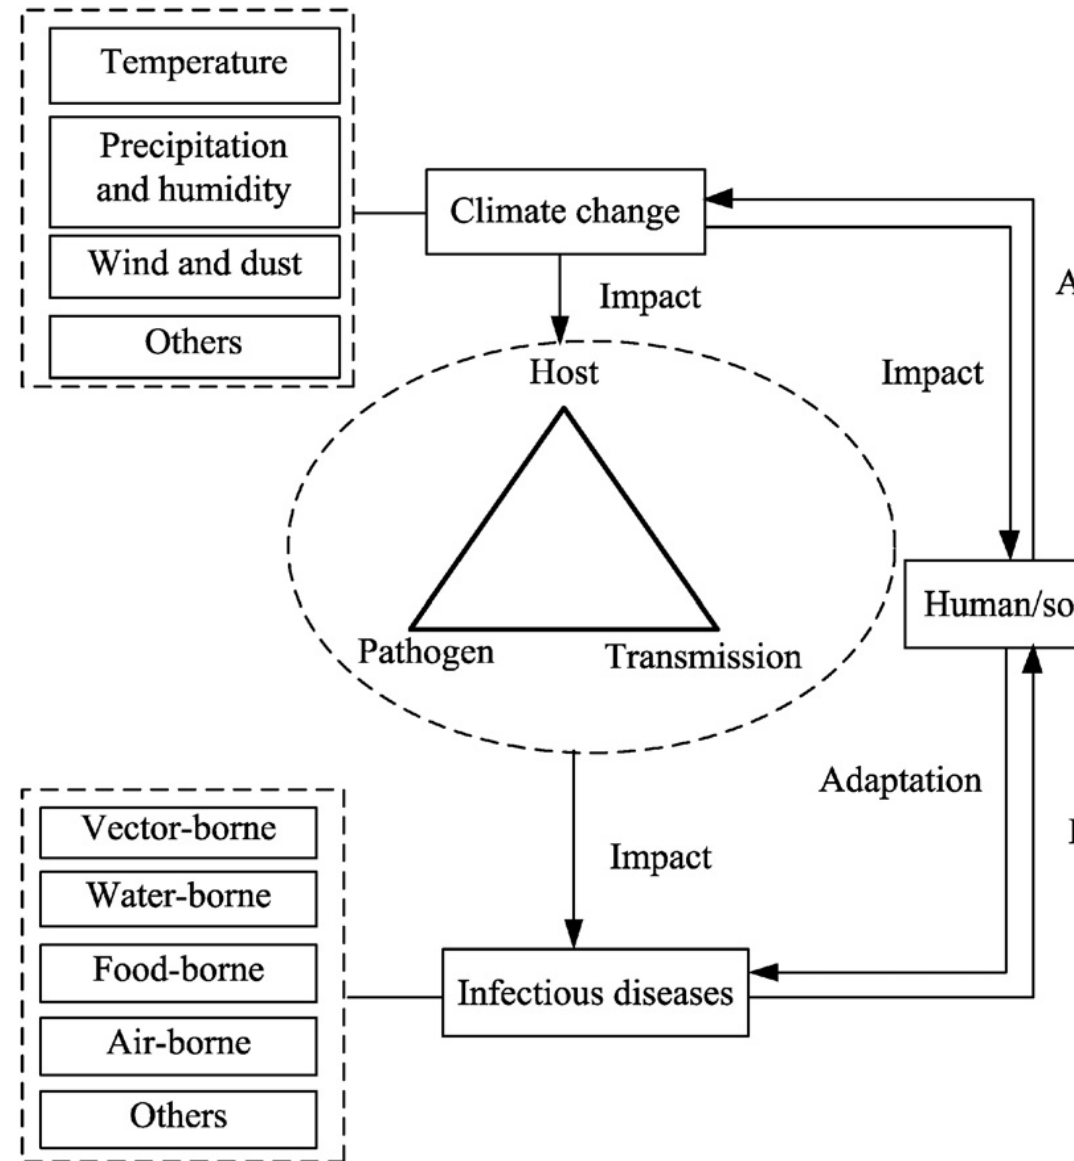 Temperature
Precipitation
and humidity
Wind and dust
Others
Climate change
Impact
Impact
Host
Pathogen
Transmission
Adaptation
Impact
Vector-borne
Water-borne
Food-borne
Air-borne
Others
Infectious diseases